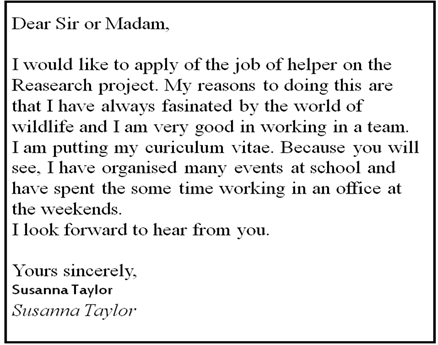 Dear Sir or Madam,
I would like to apply of the job of helper on the
Reasearch project. My reasons to doing this are
that I have always fasinated by the world of
wildlife and I am very good in working in a team.
I am putting my curiculum vitae. Because you will
see, I have organised many events at school and
have spent the some time working in an office at
the weekends.
I look forward to hear from you.
Yours sincerely,
Susanna Taylor
Susanna Taylor